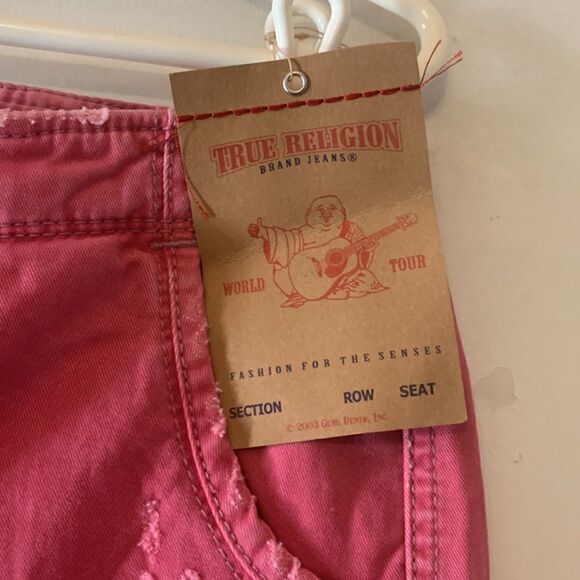 TRUE RELIGION
BRAND JEANS®
WORLD TOUR
FASHION FOR THE SENSES
SECTION ROW SEAT
© 2003 GURU DENIM, INC.